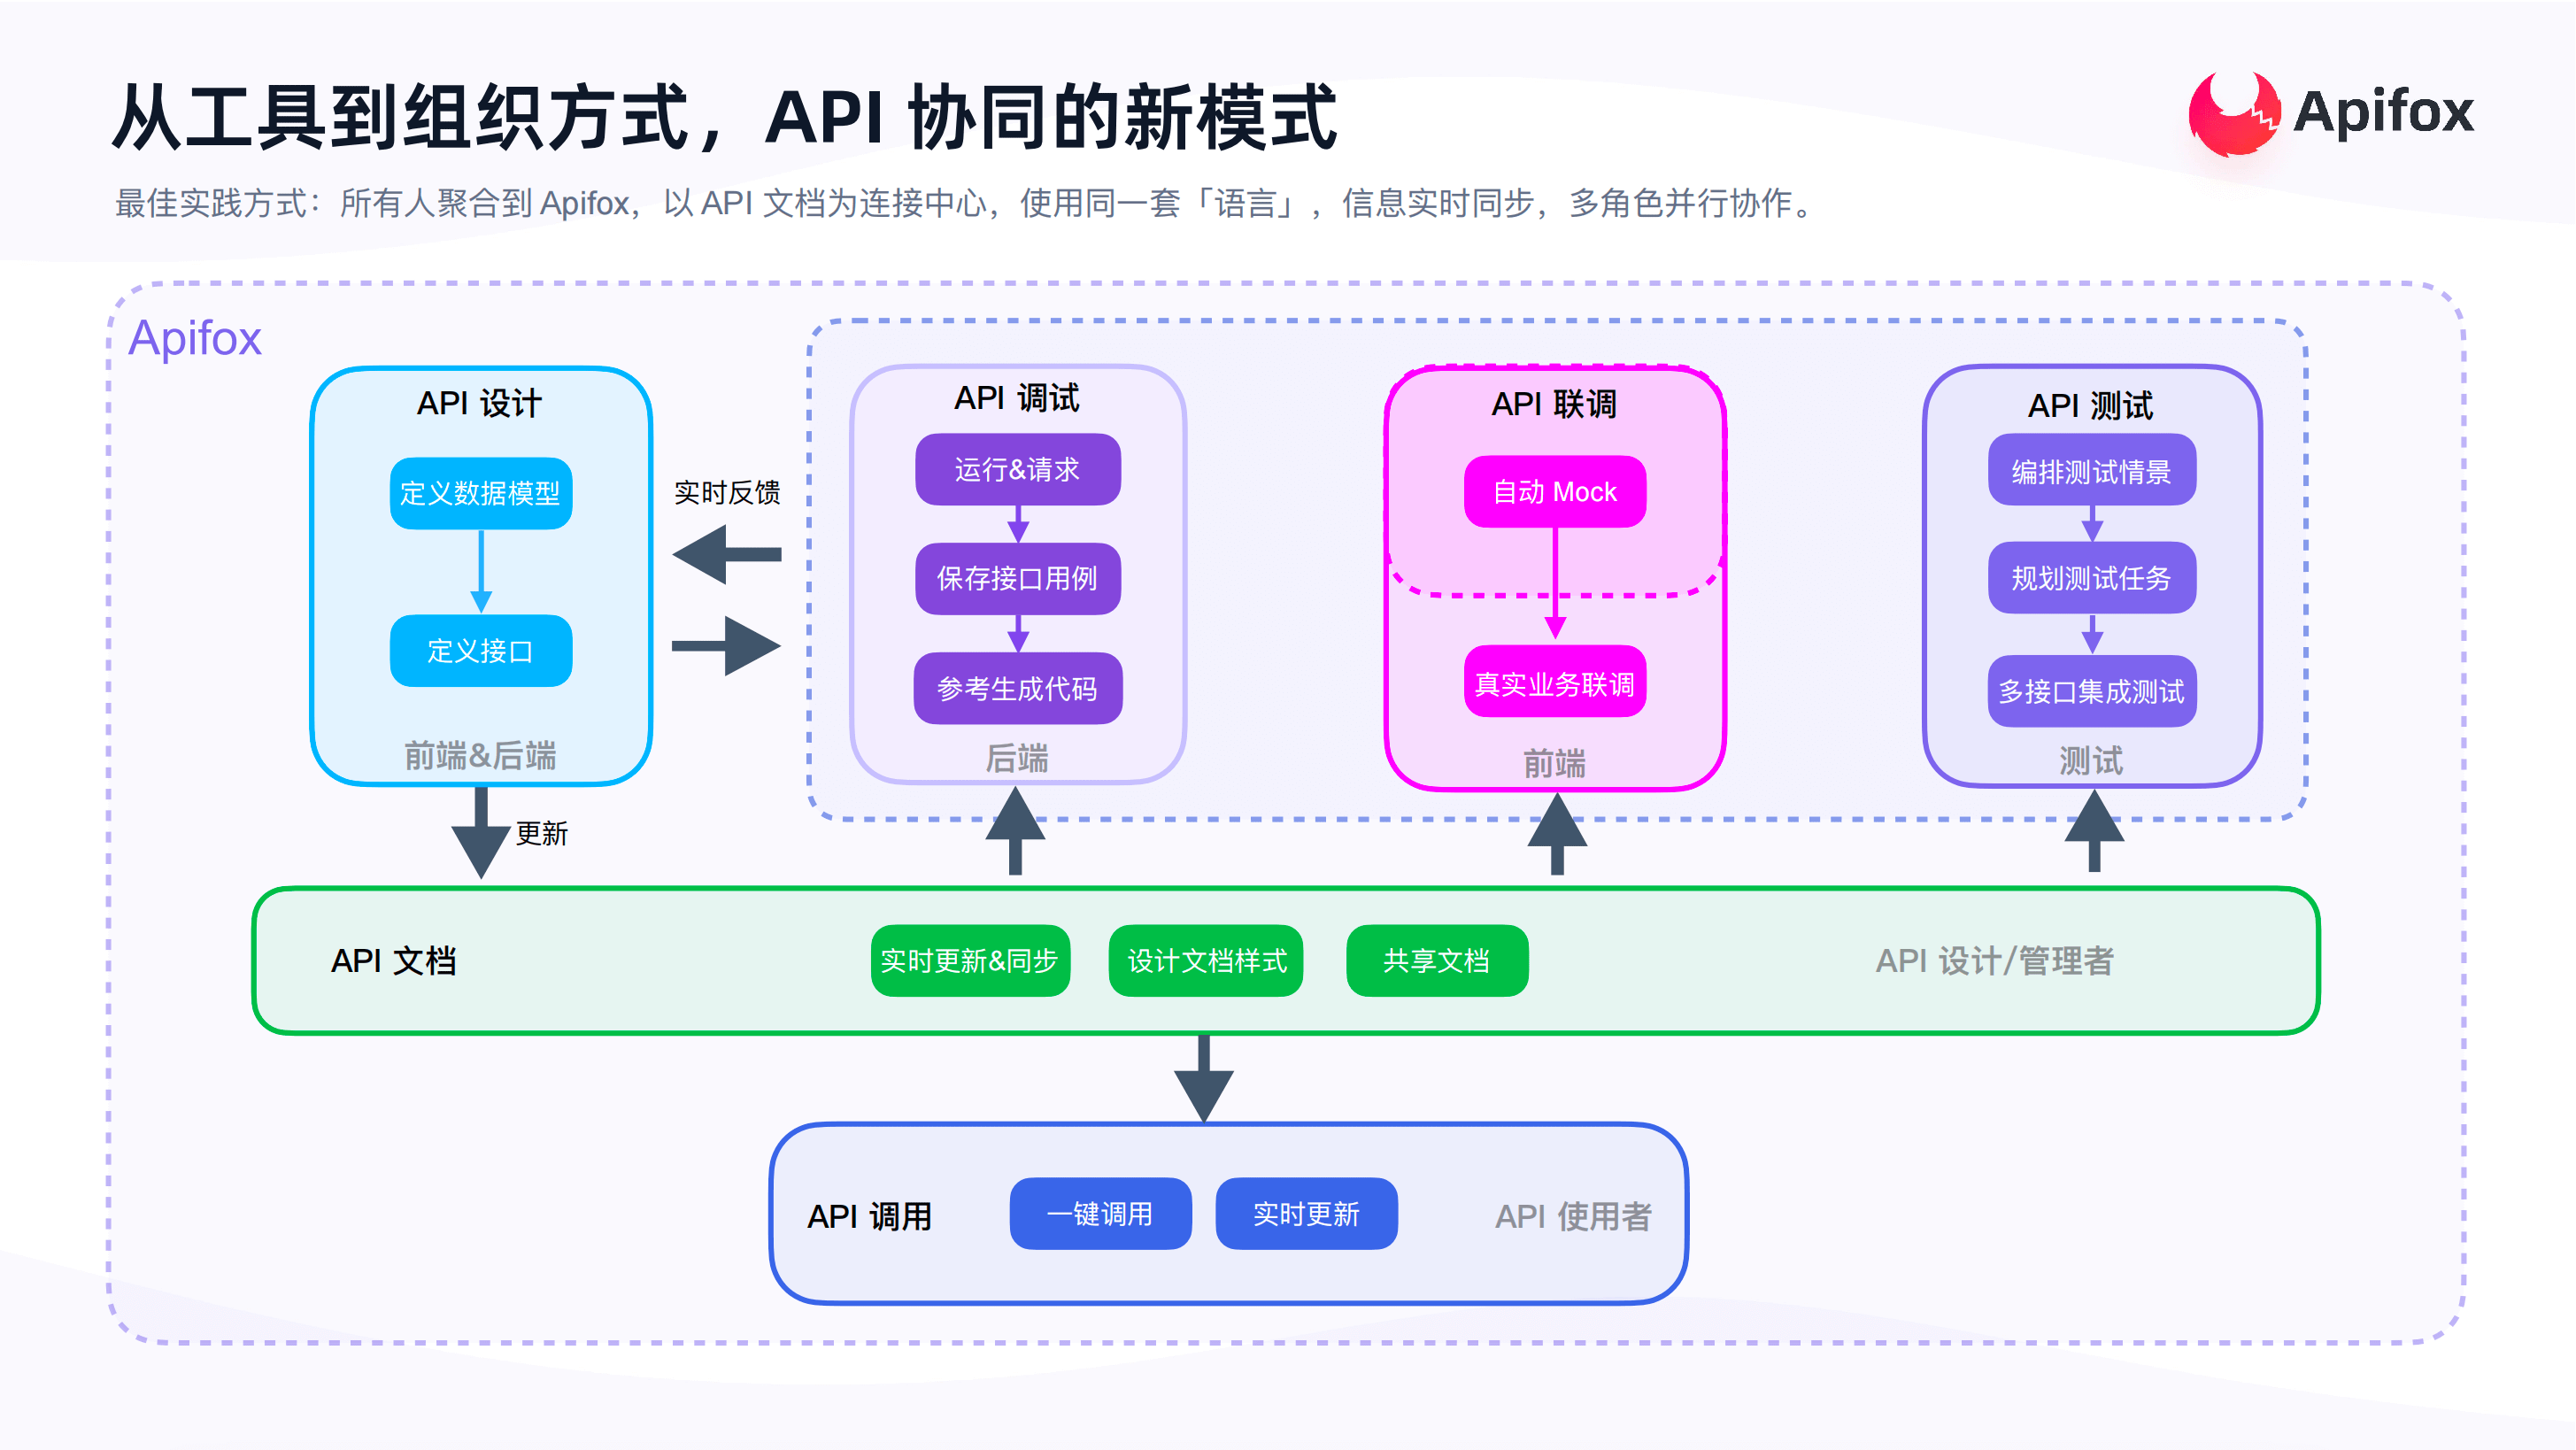 从工具到组织方式，API 协同的新模式
Apifox
最佳实践方式：所有人聚合到 Apifox，以 API 文档为连接中心，使用同一套「语言」，信息实时同步，多角色并行协作。
Apifox
API 设计
定义数据模型
定义接口
前端&后端
实时反馈
API 调试
运行&请求
保存接口用例
参考生成代码
后端
API 联调
自动 Mock
真实业务联调
前端
API 测试
编排测试情景
规划测试任务
多接口集成测试
测试
更新
API 文档
实时更新&同步
设计文档样式
共享文档
API 设计/管理者
API 调用
一键调用
实时更新
API 使用者